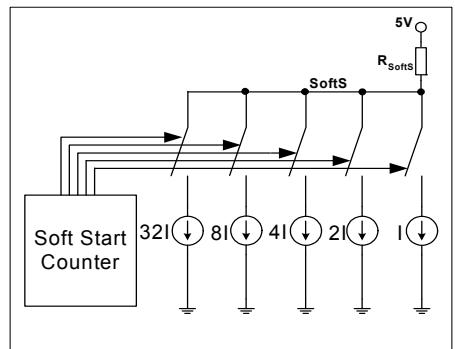 5V
R_SoftS
SoftS
32I 8I 4I 2I I
Soft Start
Counter